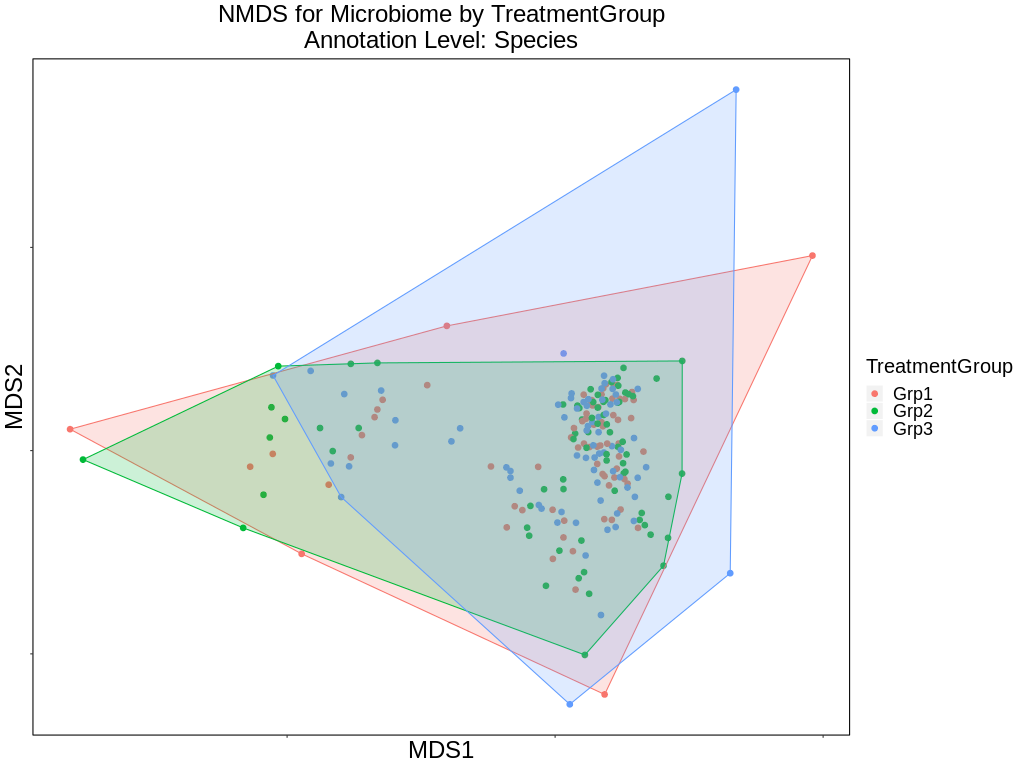 NMDS for Microbiome by TreatmentGroup
Annotation Level: Species
MDS2
MDS1
TreatmentGroup
Grp1
Grp2
Grp3